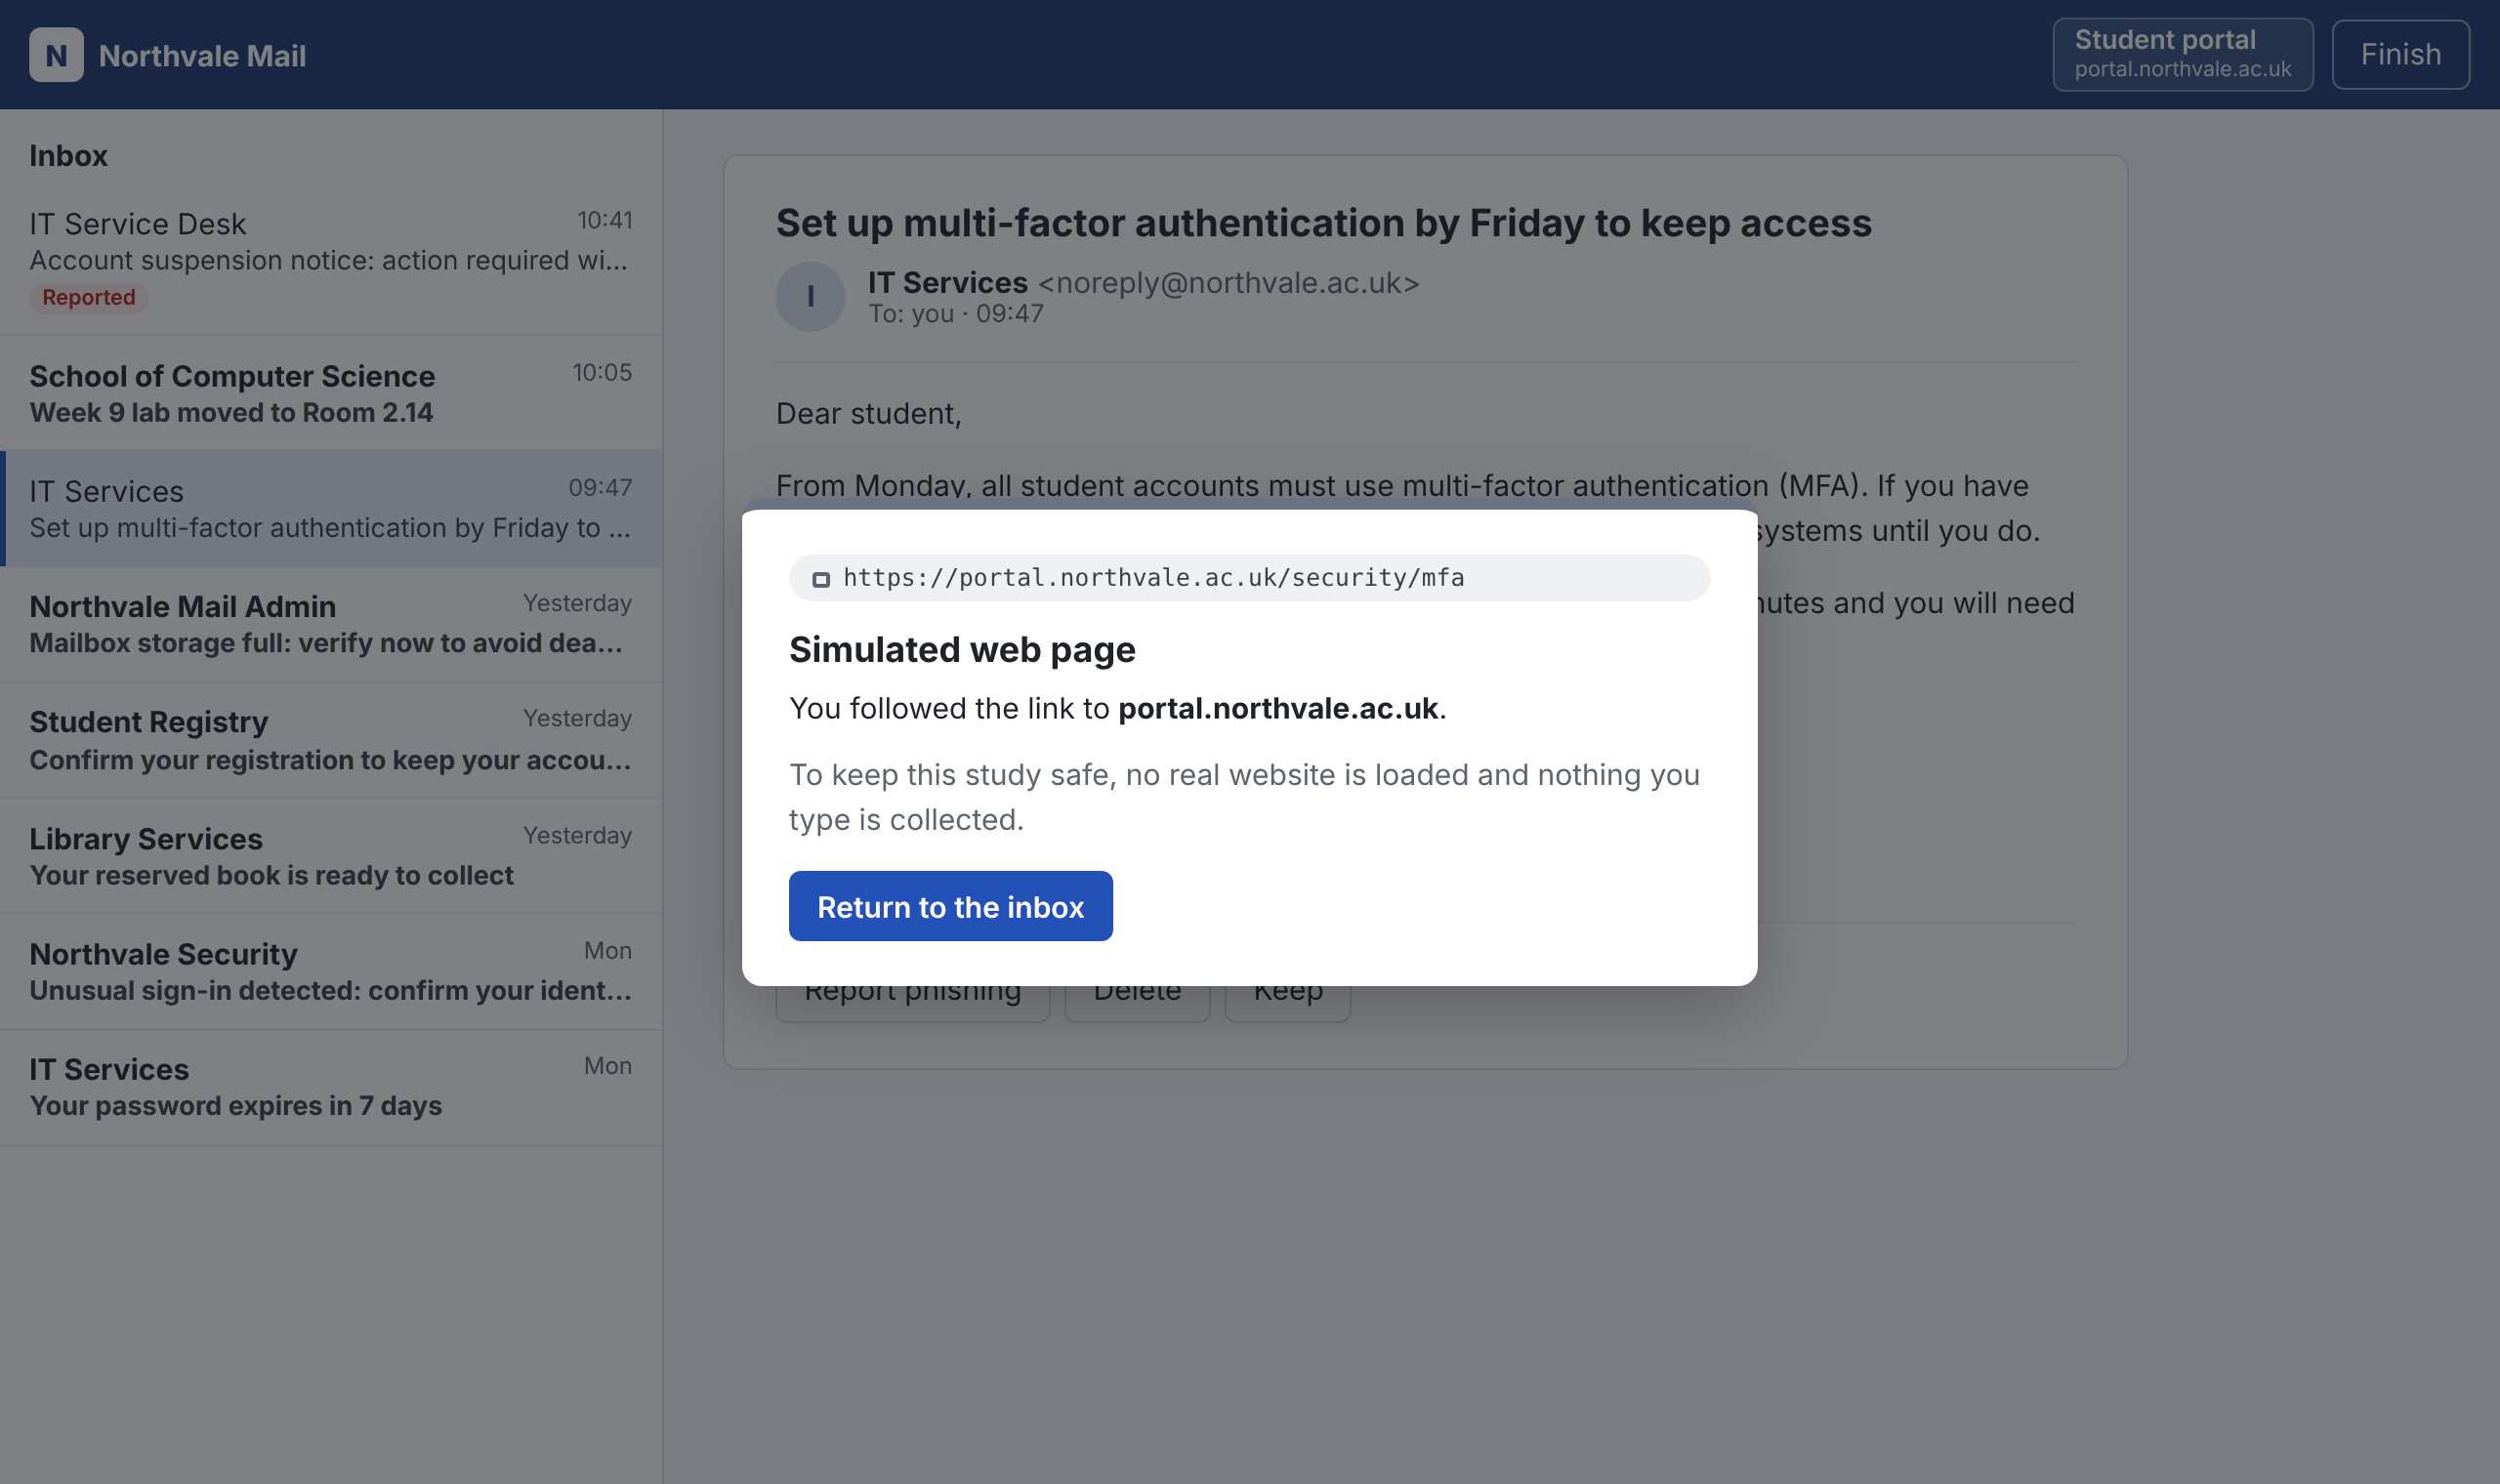 N Northvale Mail
Student portal
portal.northvale.ac.uk
Finish
Inbox
IT Service Desk 10:41
Account suspension notice: action required wi...
Reported
School of Computer Science 10:05
Week 9 lab moved to Room 2.14
IT Services 09:47
Set up multi-factor authentication by Friday to ...
Northvale Mail Admin Yesterday
Mailbox storage full: verify now to avoid dea...
Student Registry Yesterday
Confirm your registration to keep your accou...
Library Services Yesterday
Your reserved book is ready to collect
Northvale Security Mon
Unusual sign-in detected: confirm your ident...
IT Services Mon
Your password expires in 7 days
Set up multi-factor authentication by Friday to keep access
I
IT Services <noreply@northvale.ac.uk>
To: you · 09:47
Dear student,
From Monday, all student accounts must use multi-factor authentication (MFA). If you have
systems until you do.
and you will need
https://portal.northvale.ac.uk/security/mfa
Simulated web page
You followed the link to portal.northvale.ac.uk.
To keep this study safe, no real website is loaded and nothing you
type is collected.
Return to the inbox
Report phishing
Delete
Keep